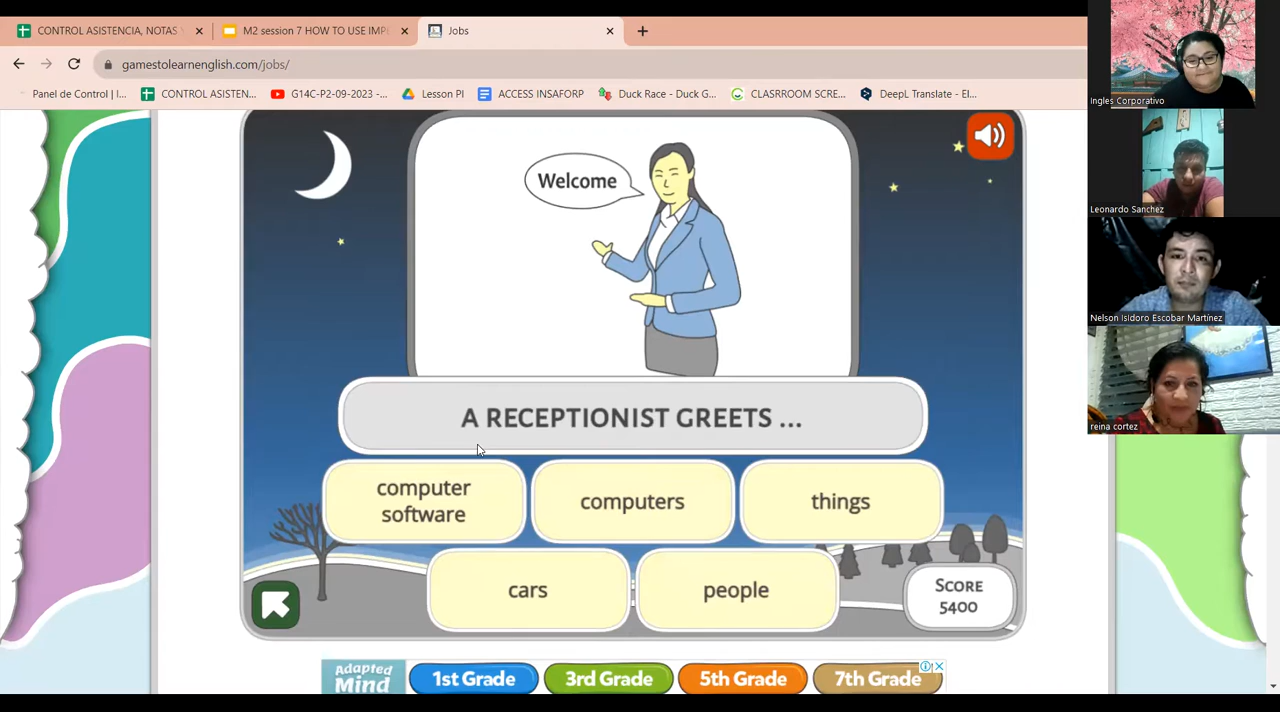 CONTROL ASISTENCIA, NOTAS
M2 session 7 HOW TO USE IMPE
Jobs
gamestolearnenglish.com/jobs/
Panel de Control | I...
CONTROL ASISTEN...
G14C-P2-09-2023 -...
Lesson Pl
ACCESS INSAFORP
Duck Race - Duck G...
CLASRROOM SCRE...
DeepL Translate - El...
Welcome
A RECEPTIONIST GREETS ...
computer
software
computers
things
cars
people
SCORE
5400
Adapted
Mind
1st Grade
3rd Grade
5th Grade
7th Grade
Ingles Corporativo
Leonardo Sanchez
Nelson Isidoro Escobar Martínez
reina cortez